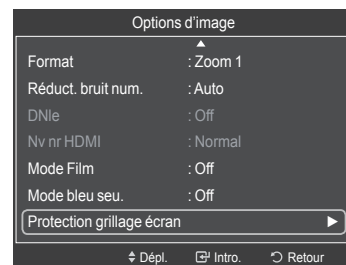 Options d'image
Format : Zoom 1
Réduct. bruit num. : Auto
DNIe : Off
Nv nr HDMI : Normal
Mode Film : Off
Mode bleu seu. : Off
Protection grillage écran
Dépl. Intro. Retour